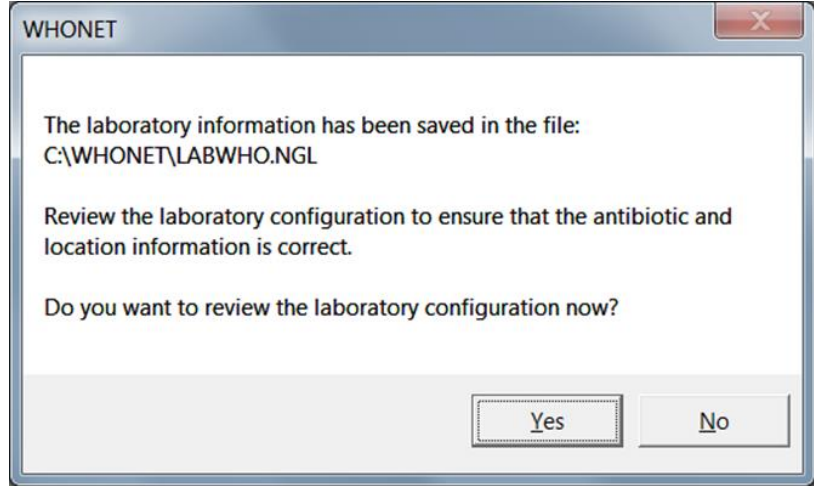 WHONET
The laboratory information has been saved in the file:
C:\WHONET\LABWHO.NGL
Review the laboratory configuration to ensure that the antibiotic and
location information is correct.
Do you want to review the laboratory configuration now?
Yes
No